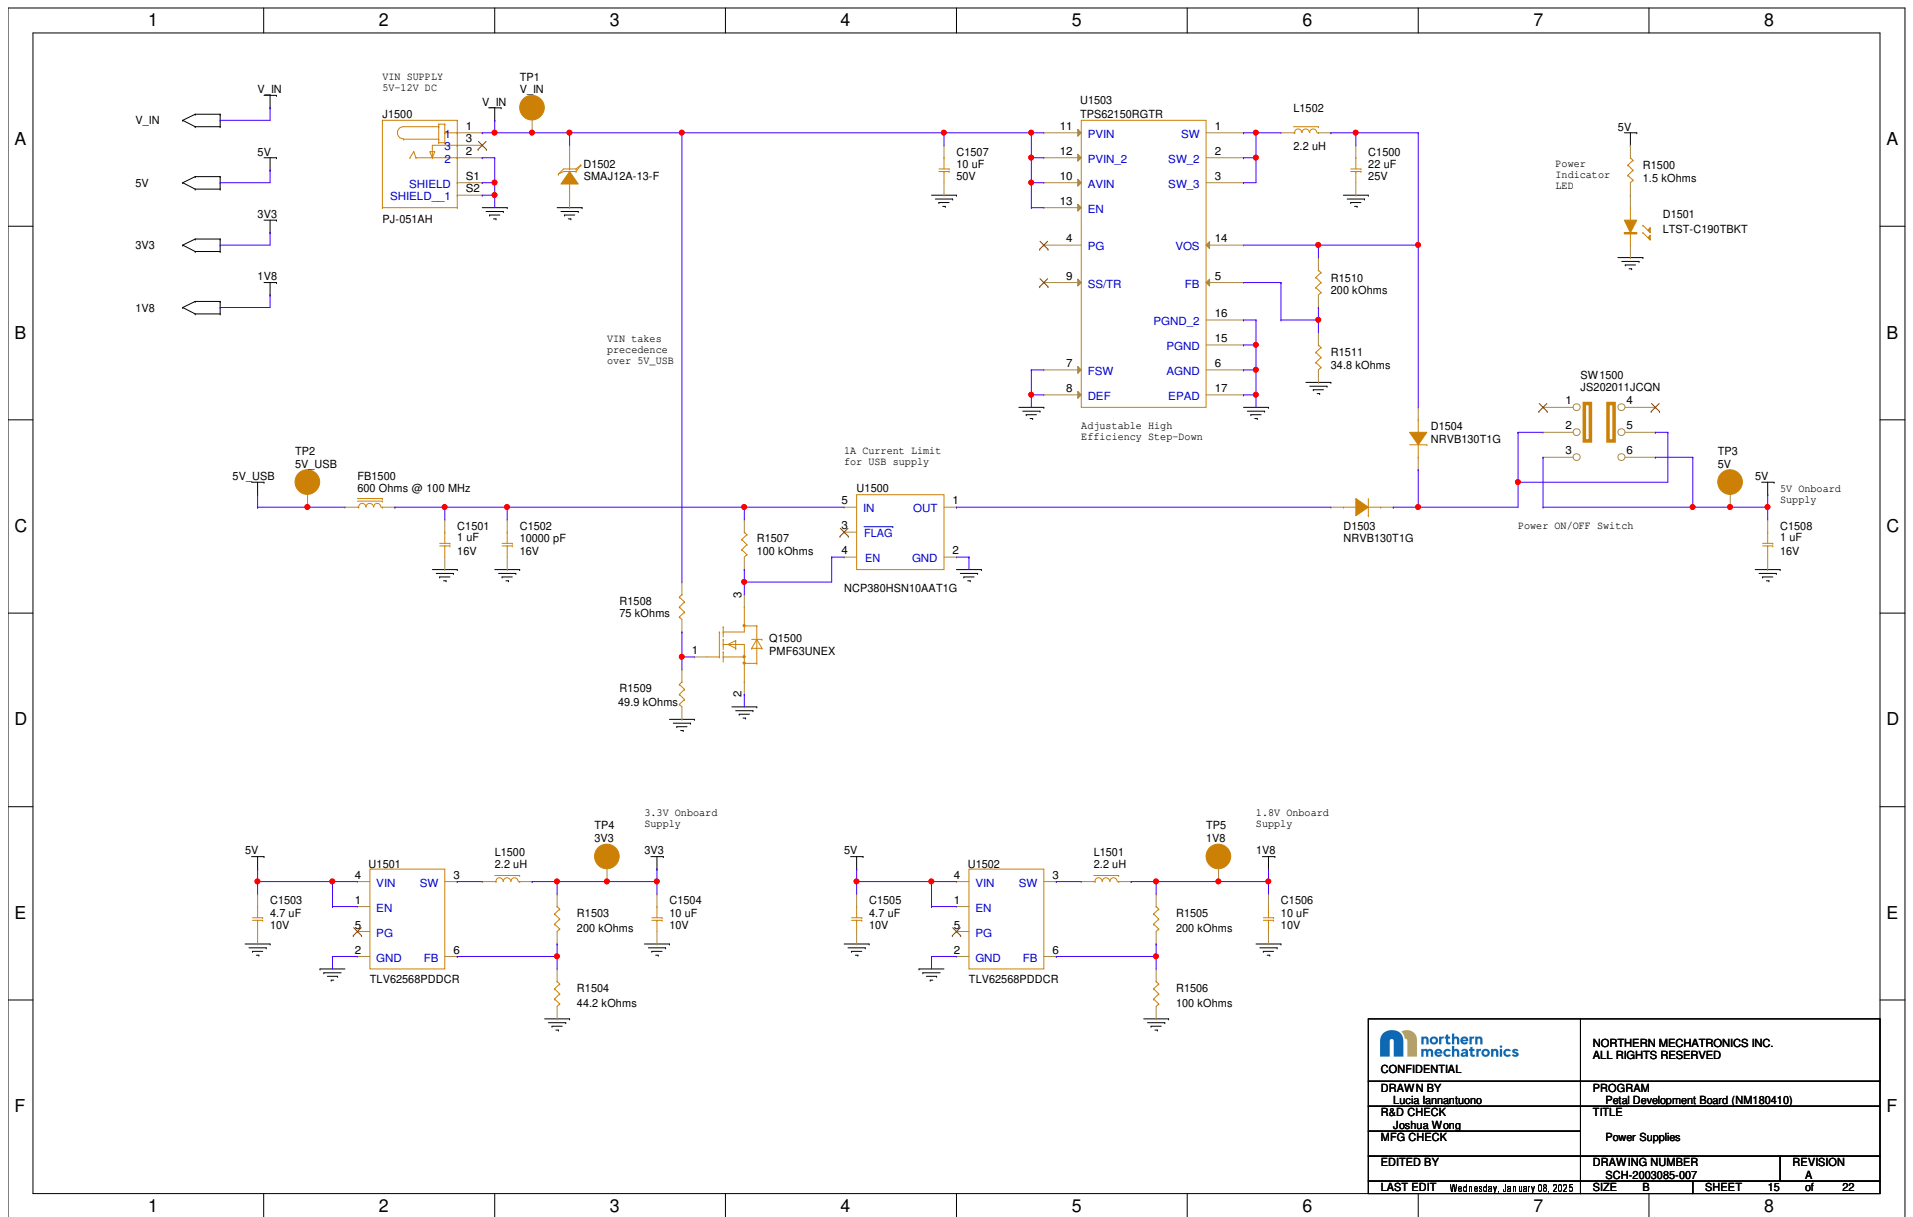 1 2 3 4 5 6 7 8
A A
B B
C C
D D
E E
F F
V_IN
V_IN
5V
5V
3V3
3V3
1V8
1V8
VIN SUPPLY
5V-12V DC
J1500
1
3
2
1
3
2
SHIELD
S1
SHIELD__1
S2
PJ-051AH
V_IN
TP1
V_IN
D1502
SMAJ12A-13-F
C1507
10 uF
50V
U1503
TPS62150RGTR
11 PVIN
12 PVIN_2
10 AVIN
13 EN
4 PG
9 SS/TR
7 FSW
8 DEF
SW 1
SW_2 2
SW_3 3
VOS 14
FB 5
PGND_2 16
PGND 15
AGND 6
EPAD 17
Adjustable High
Efficiency Step-Down
L1502
2.2 uH
C1500
22 uF
25V
R1510
200 kOhms
R1511
34.8 kOhms
5V
Power
Indicator
LED
R1500
1.5 kOhms
D1501
LTST-C190TBKT
VIN takes
precedence
over 5V_USB
5V_USB
TP2
5V_USB
FB1500
600 Ohms @ 100 MHz
C1501
1 uF
16V
C1502
10000 pF
16V
R1507
100 kOhms
1A Current Limit
for USB supply
U1500
5 IN
3 FLAG
4 EN
OUT 1
GND 2
NCP380HSN10AAT1G
R1508
75 kOhms
R1509
49.9 kOhms
3
1
2
Q1500
PMF63UNEX
D1504
NRVB130T1G
D1503
NRVB130T1G
SW1500
JS202011JCQN
1 4
2 5
3 6
Power ON/OFF Switch
TP3
5V
5V
5V Onboard
Supply
C1508
1 uF
16V
5V
C1503
4.7 uF
10V
U1501
4 VIN
1 EN
5 PG
2 GND
SW 3
FB 6
TLV62568PDDCR
L1500
2.2 uH
TP4
3V3
3.3V Onboard
Supply
3V3
R1503
200 kOhms
R1504
44.2 kOhms
C1504
10 uF
10V
5V
C1505
4.7 uF
10V
U1502
4 VIN
1 EN
5 PG
2 GND
SW 3
FB 6
TLV62568PDDCR
L1501
2.2 uH
TP5
1V8
1.8V Onboard
Supply
1V8
R1505
200 kOhms
R1506
100 kOhms
C1506
10 uF
10V
northern
mechatronics
CONFIDENTIAL
NORTHERN MECHATRONICS INC.
ALL RIGHTS RESERVED
DRAWN BY
Lucia Iannantuono
PROGRAM
Petal Development Board (NM180410)
R&D CHECK
Joshua Wong
TITLE
Power Supplies
MFG CHECK
EDITED BY
DRAWING NUMBER
SCH-2003085-007
REVISION
A
LAST EDIT Wednesday, January 08, 2025
SIZE B
SHEET 15 of 22
1 2 3 4 5 6 7 8